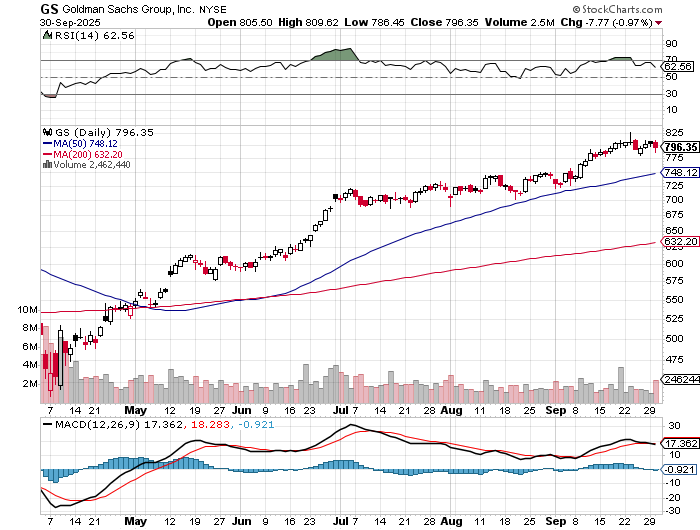 GS Goldman Sachs Group, Inc. NYSE © StockCharts.com
30-Sep-2025 Open 805.50 High 809.62 Low 786.45 Close 796.35 Volume 2.5M Chg -7.77 (-0.97%)
RSI(14) 62.56
90
70
62.56
50
30
10
GS (Daily) 796.35
MA(50) 748.12
MA(200) 632.20
Volume 2,462,440
825
796.35
775
748.12
725
700
675
650
632.20
600
575
550
525
500
475
2462440
10M
8M
6M
4M
2M
7 14 21 May 12 19 27 Jun 9 16 23 Jul 7 14 21 28 Aug 11 18 25 Sep 8 15 22 29
MACD(12,26,9) 17.362, 18.283, -0.921
30
17.362
10
-0.921
-10
-20
-30
7 14 21 May 12 19 27 Jun 9 16 23 Jul 7 14 21 28 Aug 11 18 25 Sep 8 15 22 29